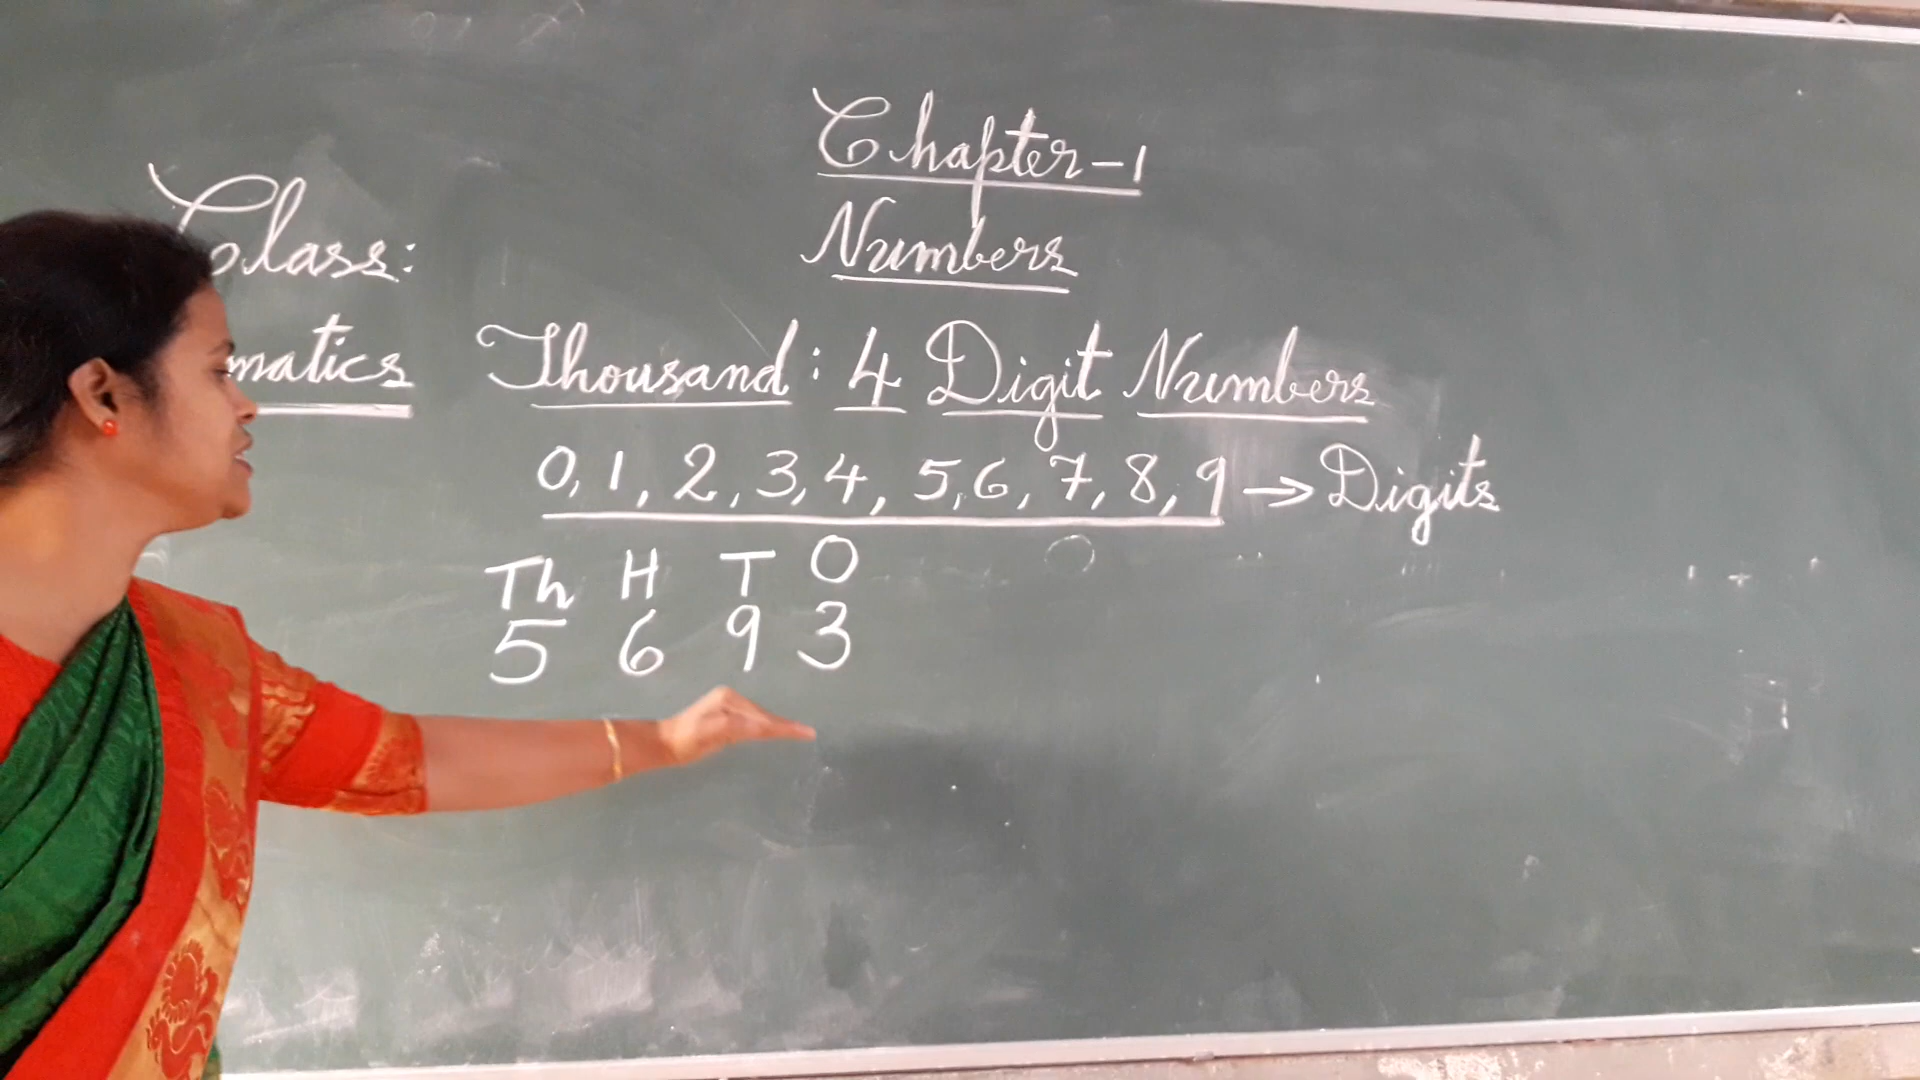 Chapter-1
Numbers
Class:
matics
Thousand: 4 Digit Numbers
0, 1, 2, 3, 4, 5, 6, 7, 8, 9 → Digits
Th H T O
5 6 9 3